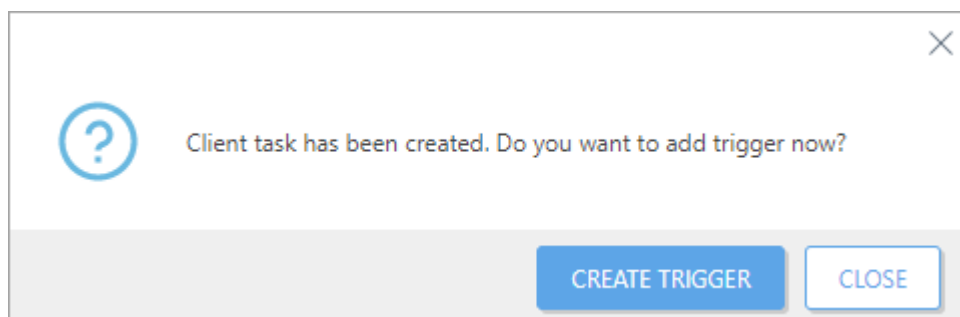 Client task has been created. Do you want to add trigger now?
CREATE TRIGGER
CLOSE